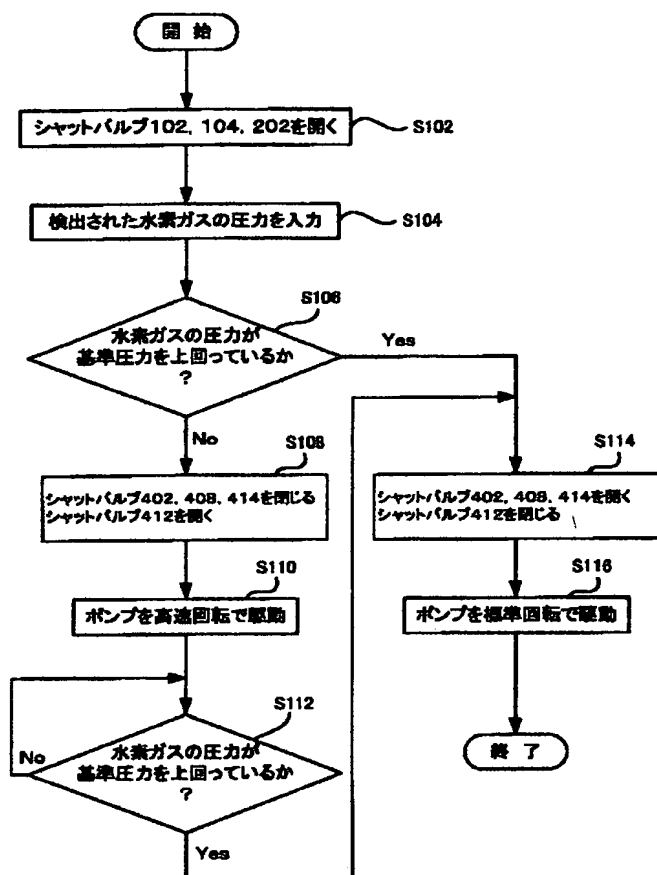 開 始
シャットバルブ102, 104, 202を開く
S102
検出された水素ガスの圧力を入力
S104
S106
水素ガスの圧力が
基準圧力を上回っているか
?
Yes
No
S108
シャットバルブ402, 408, 414を閉じる
シャットバルブ412を開く
S114
シャットバルブ402, 408, 414を開く
シャットバルブ412を閉じる
S110
ポンプを高速回転で駆動
S116
ポンプを標準回転で駆動
S112
水素ガスの圧力が
基準圧力を上回っているか
?
No
Yes
終 了